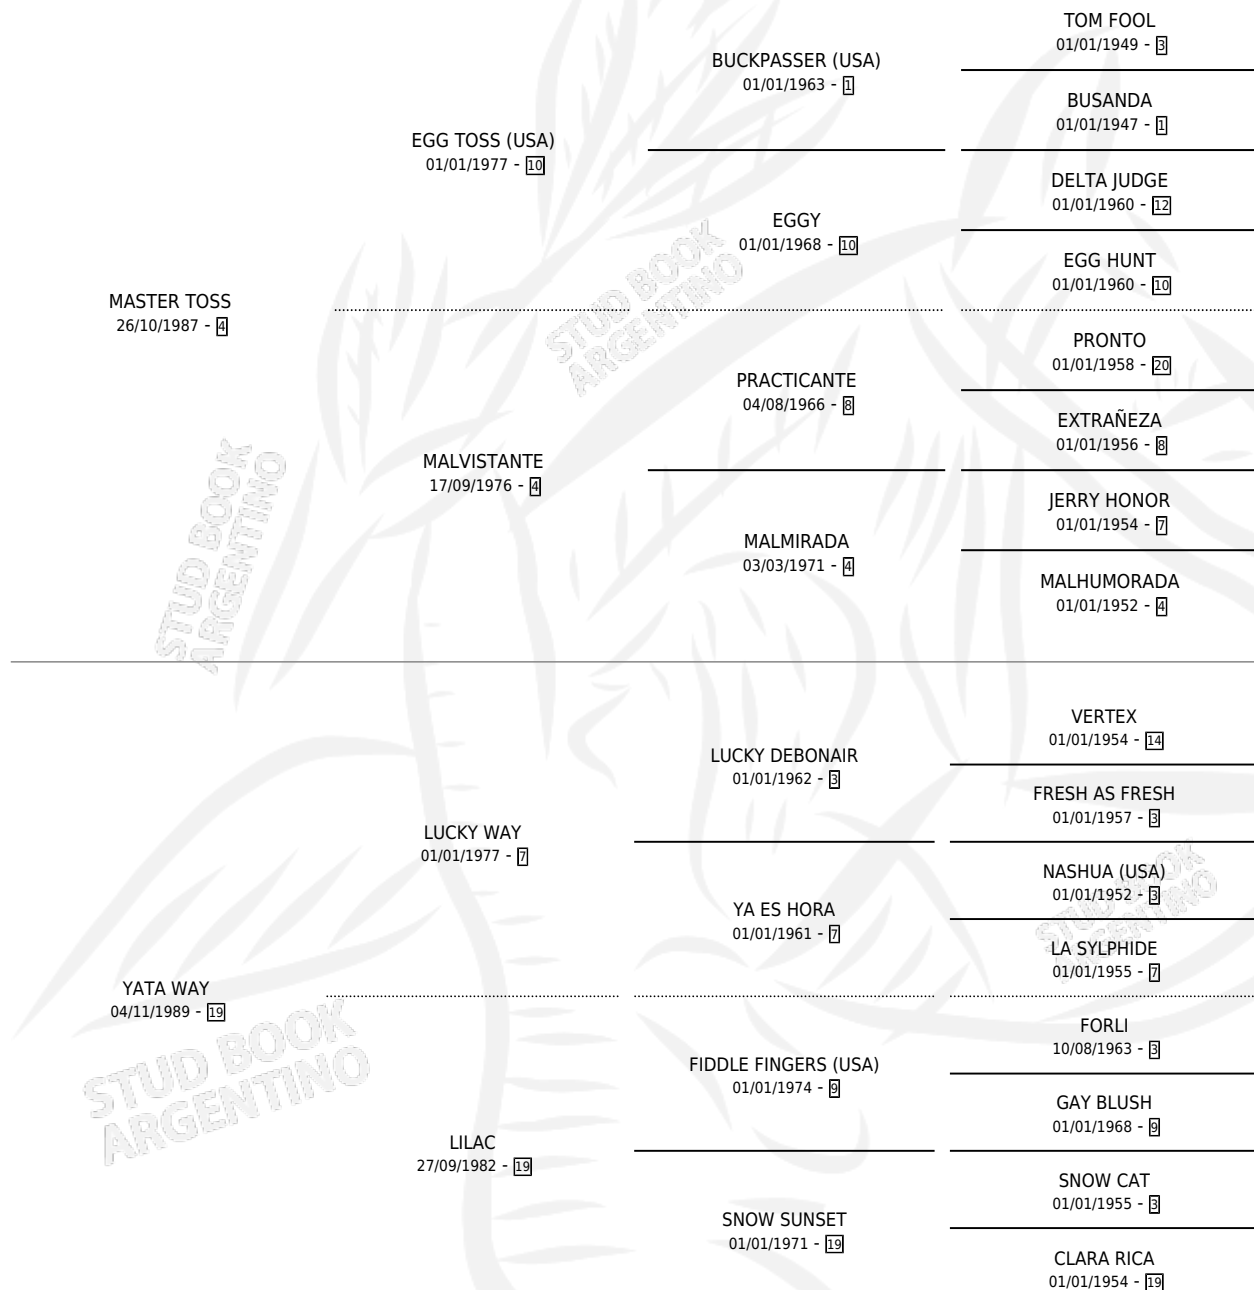 TOM FOOL
01/01/1949 - 3
BUCKPASSER (USA)
01/01/1963 - 1
BUSANDA
01/01/1947 - 1
EGG TOSS (USA)
01/01/1977 - 10
DELTA JUDGE
01/01/1960 - 12
EGGY
01/01/1968 - 10
EGG HUNT
01/01/1960 - 10
MASTER TOSS
26/10/1987 - 4
PRONTO
01/01/1958 - 20
PRACTICANTE
04/08/1966 - 8
EXTRAÑEZA
01/01/1956 - 8
MALVISTANTE
17/09/1976 - 4
JERRY HONOR
01/01/1954 - 7
MALMIRADA
03/03/1971 - 4
MALHUMORADA
01/01/1952 - 4
VERTEX
01/01/1954 - 14
LUCKY DEBONAIR
01/01/1962 - 3
FRESH AS FRESH
01/01/1957 - 3
LUCKY WAY
01/01/1977 - 7
NASHUA (USA)
01/01/1952 - 3
YA ES HORA
01/01/1961 - 7
LA SYLPHIDE
01/01/1955 - 7
YATA WAY
04/11/1989 - 19
FORLI
10/08/1963 - 3
FIDDLE FINGERS (USA)
01/01/1974 - 9
GAY BLUSH
01/01/1968 - 9
LILAC
27/09/1982 - 19
SNOW CAT
01/01/1955 - 3
SNOW SUNSET
01/01/1971 - 19
CLARA RICA
01/01/1954 - 19
STUD BOOK
ARGENTINO
STUD BOOK
ARGENTINO
STUD BOOK
ARGENTINO
STUD BOOK
ARGENTINO